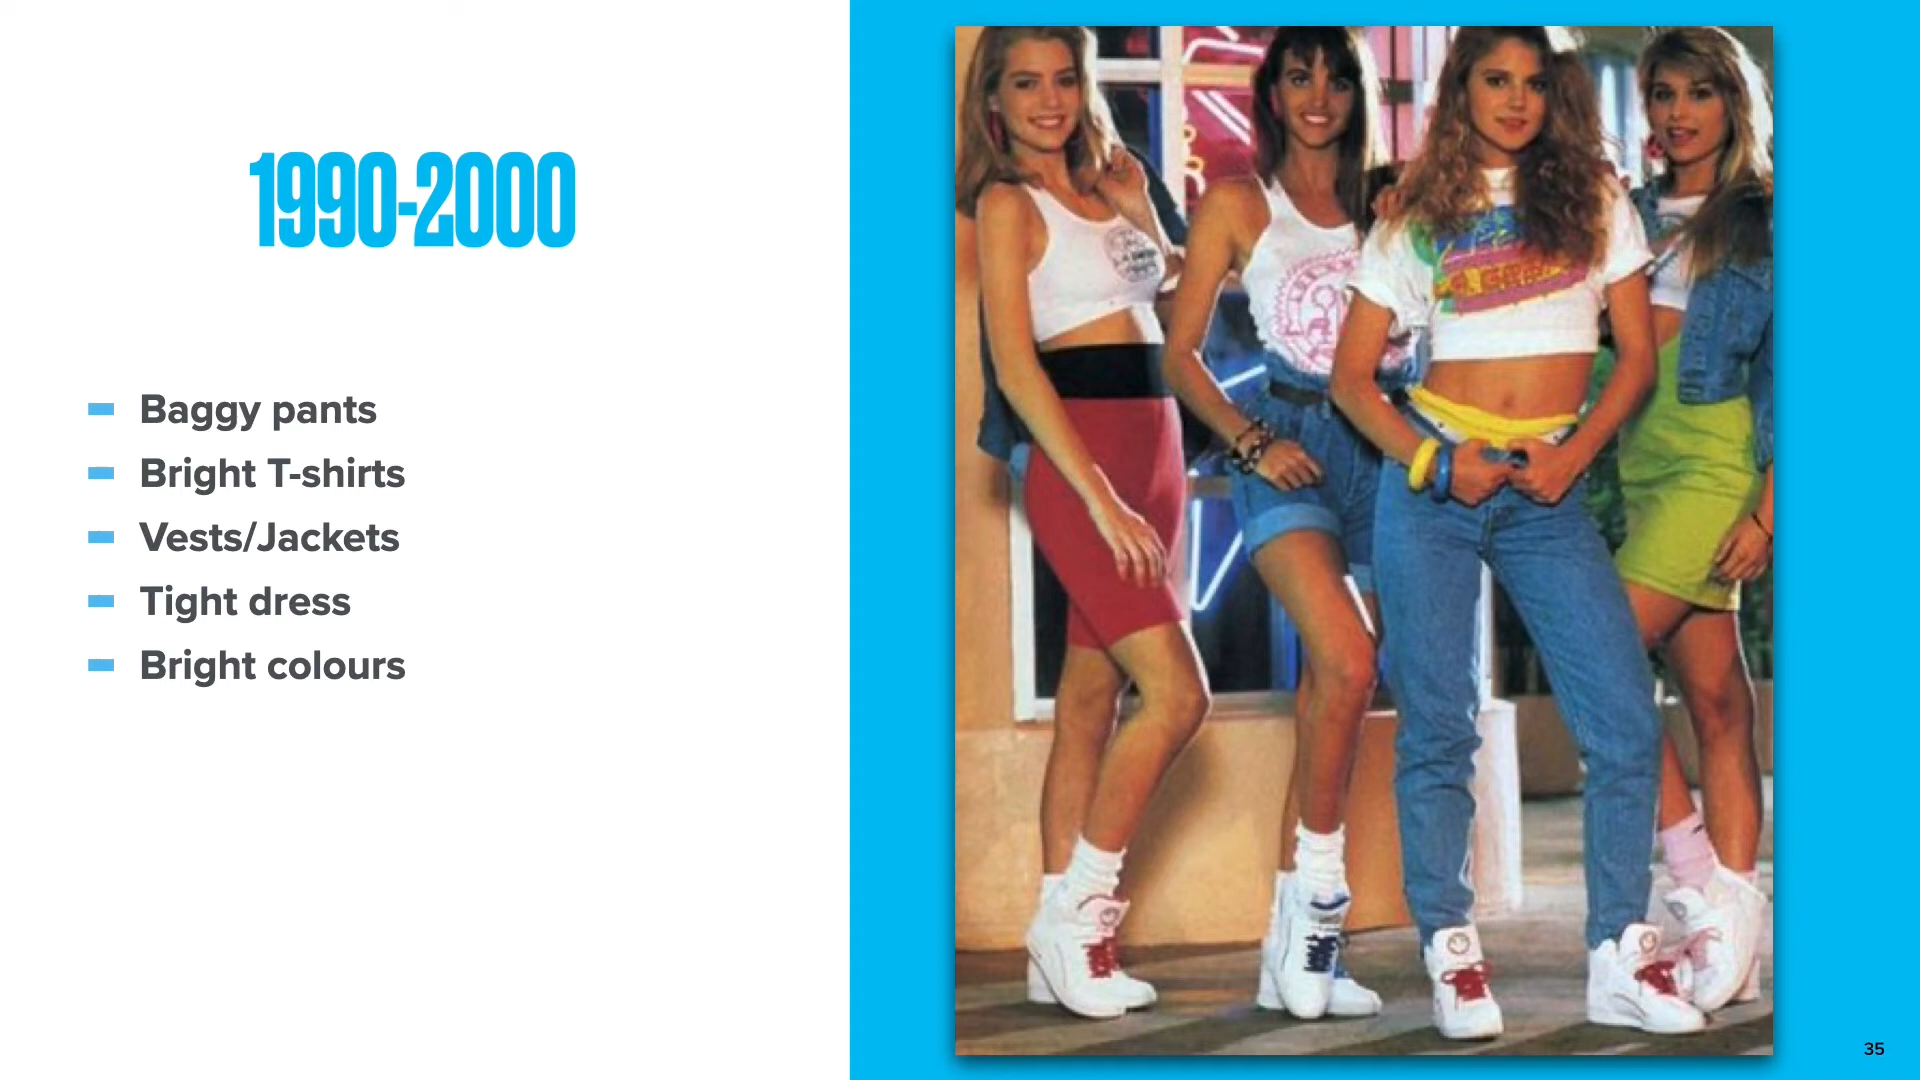 1990-2000
Baggy pants
Bright T-shirts
Vests/Jackets
Tight dress
Bright colours
35